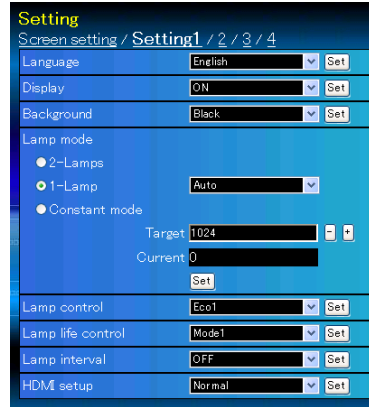 Setting
Screen setting / Setting1 / 2 / 3 / 4
Language English Set
Display ON Set
Background Black Set
Lamp mode
2-Lamps
1-Lamp Auto
Constant mode
Target 1024 - +
Current 0
Set
Lamp control Eco1 Set
Lamp life control Mode1 Set
Lamp interval OFF Set
HDMI setup Normal Set